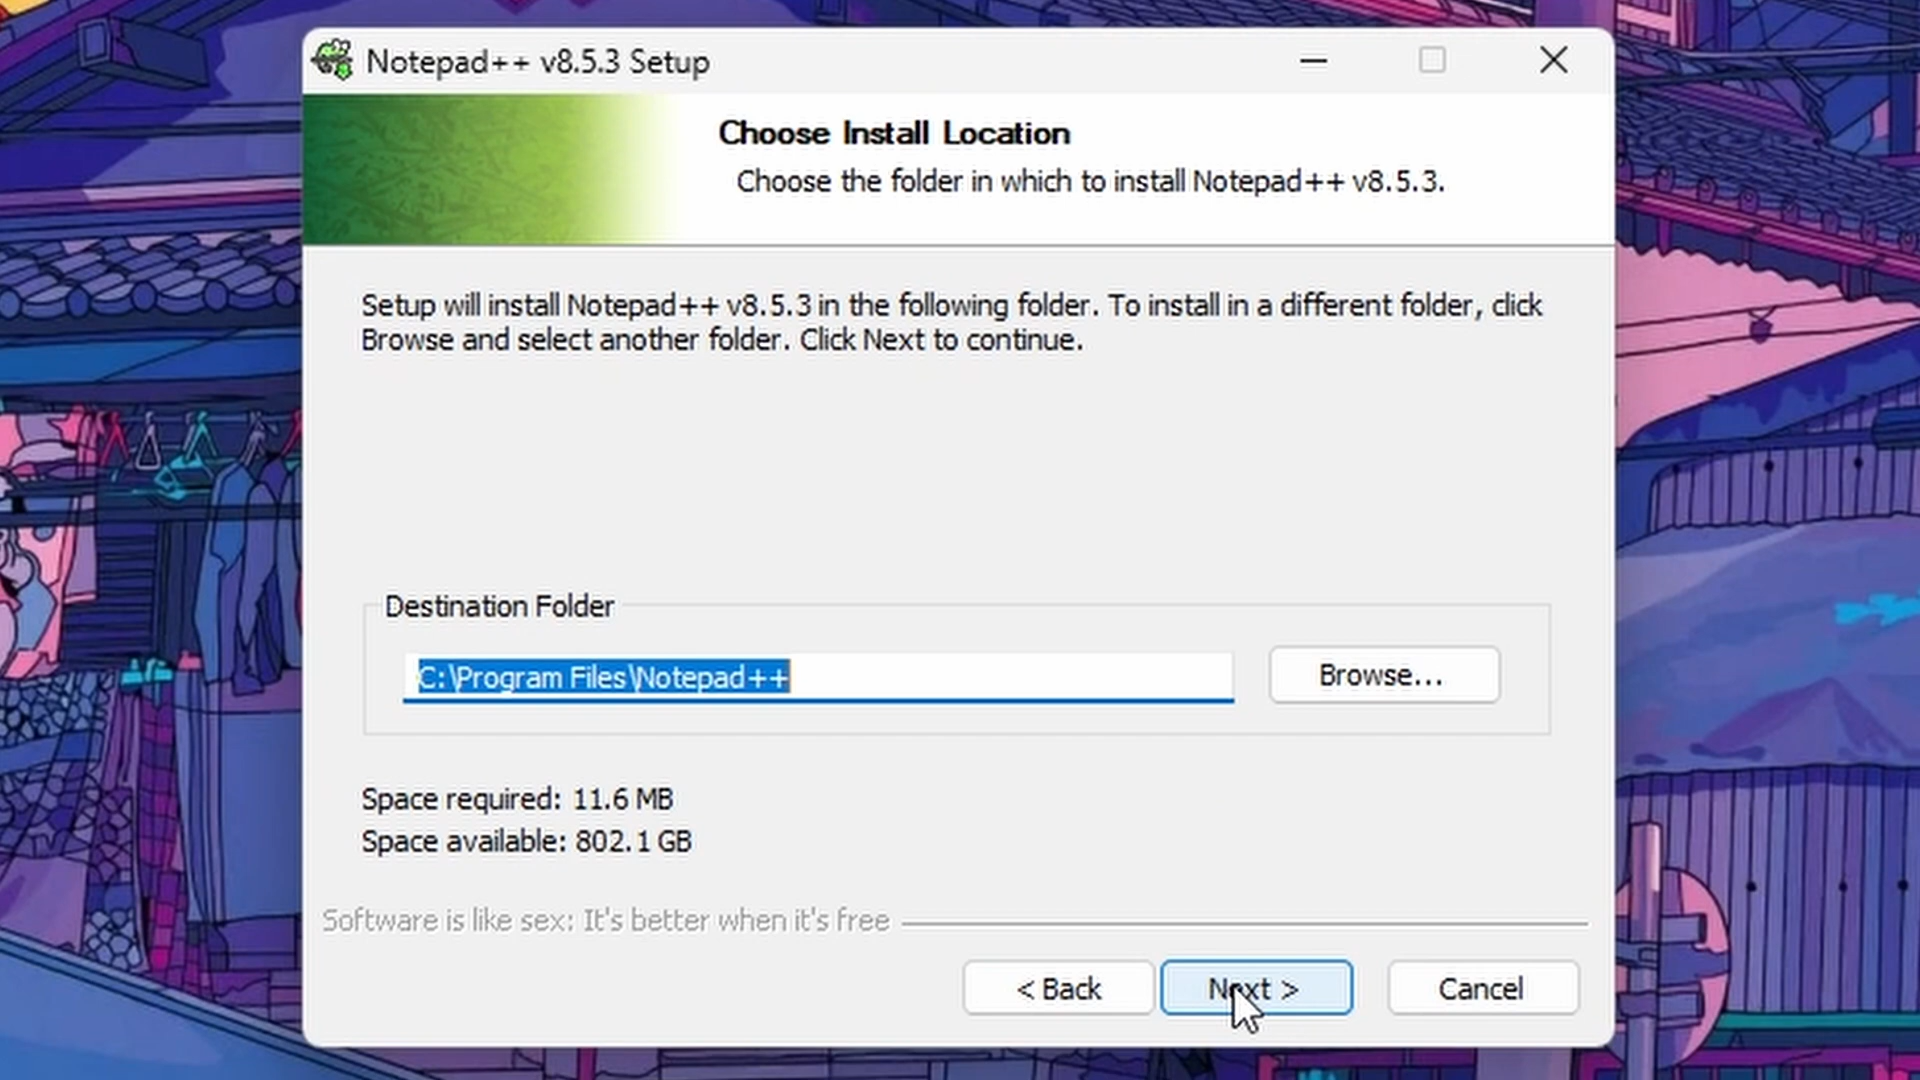 Notepad++ v8.5.3 Setup
Choose Install Location
Choose the folder in which to install Notepad++ v8.5.3.
Setup will install Notepad++ v8.5.3 in the following folder. To install in a different folder, click
Browse and select another folder. Click Next to continue.
Destination Folder
C:\Program Files\Notepad++
Browse...
Space required: 11.6 MB
Space available: 802.1 GB
Software is like sex: It's better when it's free
< Back
Next >
Cancel